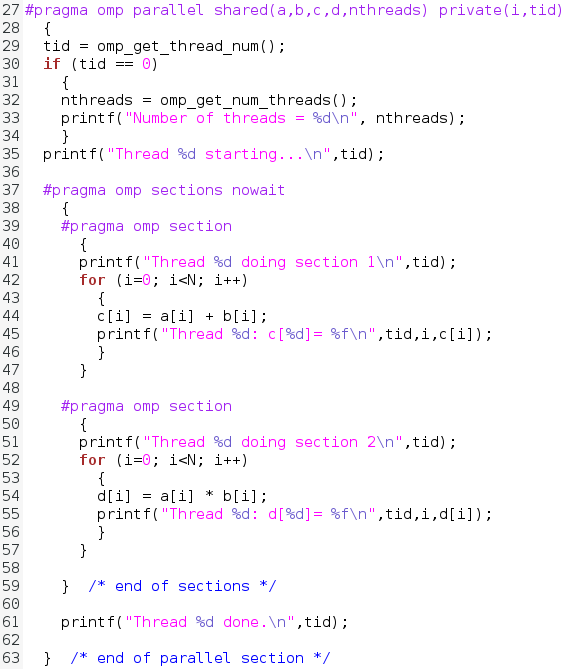 27 #pragma omp parallel shared(a,b,c,d,nthreads) private(i,tid)
28   {
29   tid = omp_get_thread_num();
30   if (tid == 0)
31     {
32     nthreads = omp_get_num_threads();
33     printf("Number of threads = %d\n", nthreads);
34     }
35   printf("Thread %d starting...\n",tid);
36
37   #pragma omp sections nowait
38     {
39     #pragma omp section
40       {
41       printf("Thread %d doing section 1\n",tid);
42       for (i=0; i<N; i++)
43         {
44         c[i] = a[i] + b[i];
45         printf("Thread %d: c[%d]= %f\n",tid,i,c[i]);
46         }
47       }
48
49     #pragma omp section
50       {
51       printf("Thread %d doing section 2\n",tid);
52       for (i=0; i<N; i++)
53         {
54         d[i] = a[i] * b[i];
55         printf("Thread %d: d[%d]= %f\n",tid,i,d[i]);
56         }
57       }
58
59     }  /* end of sections */
60
61     printf("Thread %d done.\n",tid);
62
63   }  /* end of parallel section */